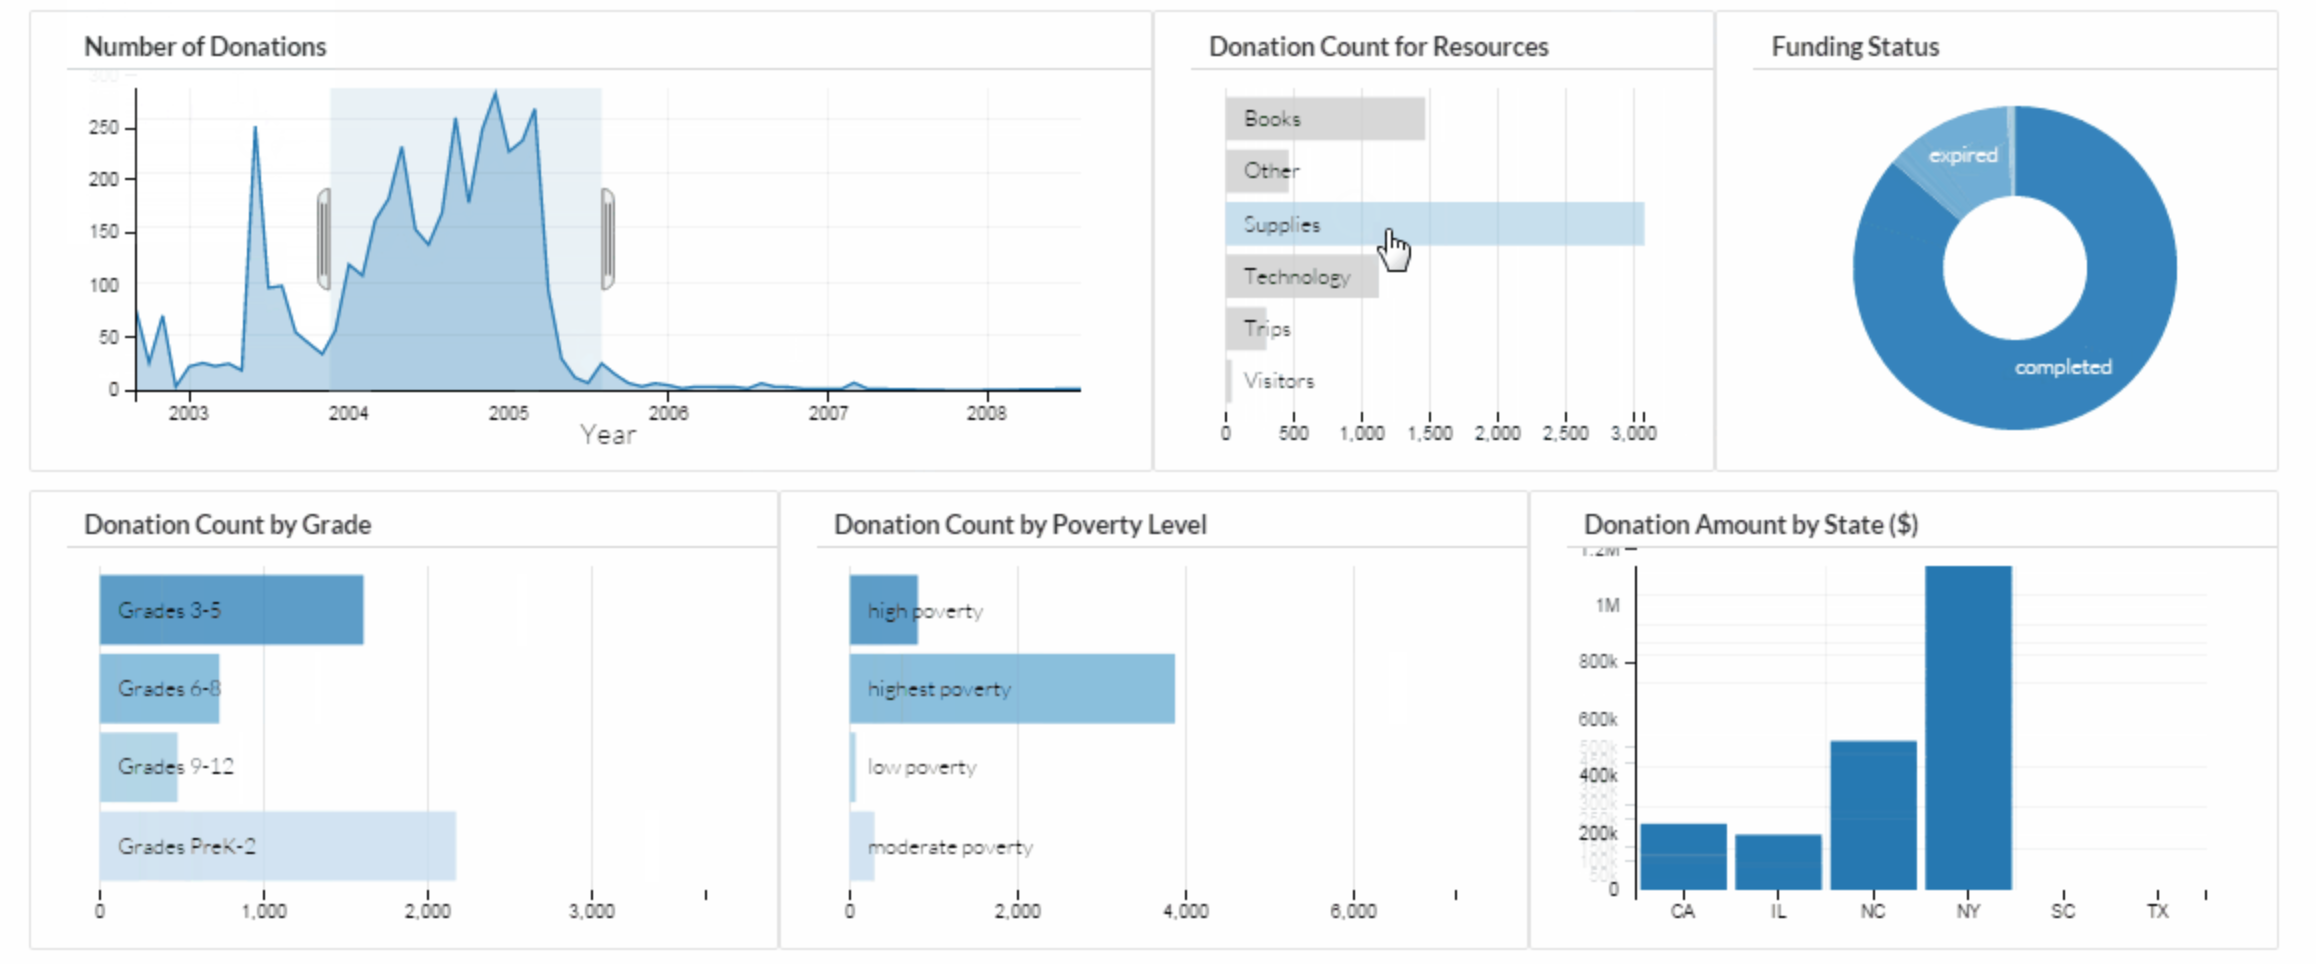 Number of Donations
300
250
200
150
100
50
0
2003 2004 2005 2006 2007 2008
Year
Donation Count for Resources
Books
Other
Supplies
Technology
Trips
Visitors
0 500 1,000 1,500 2,000 2,500 3,000
Funding Status
expired
completed
Donation Count by Grade
Grades 3-5
Grades 6-8
Grades 9-12
Grades PreK-2
0 1,000 2,000 3,000
Donation Count by Poverty Level
high poverty
highest poverty
low poverty
moderate poverty
0 2,000 4,000 6,000
Donation Amount by State ($)
1.2M
1M
800k
600k
500k
400k
200k
0
CA IL NC NY SC TX